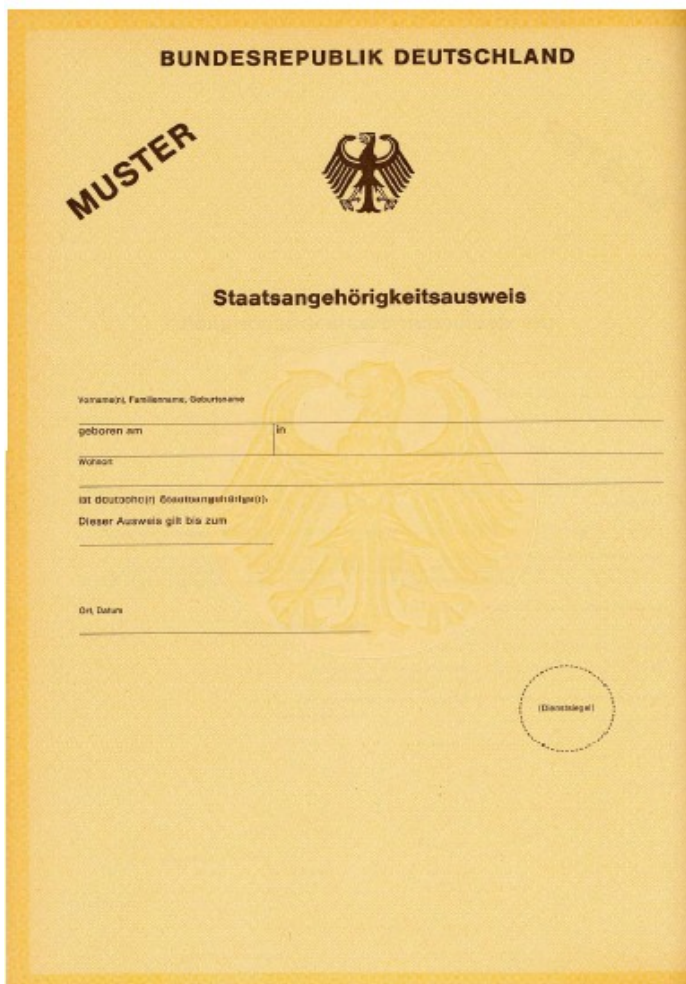 BUNDESREPUBLIK DEUTSCHLAND
MUSTER
Staatsangehörigkeitsausweis
Vorname(n), Familienname, Geburtsname
geboren am in
Wohnort
ist deutsche(r) Staatsangehörige(r).
Dieser Ausweis gilt bis zum
Ort, Datum
(Dienstsiegel)